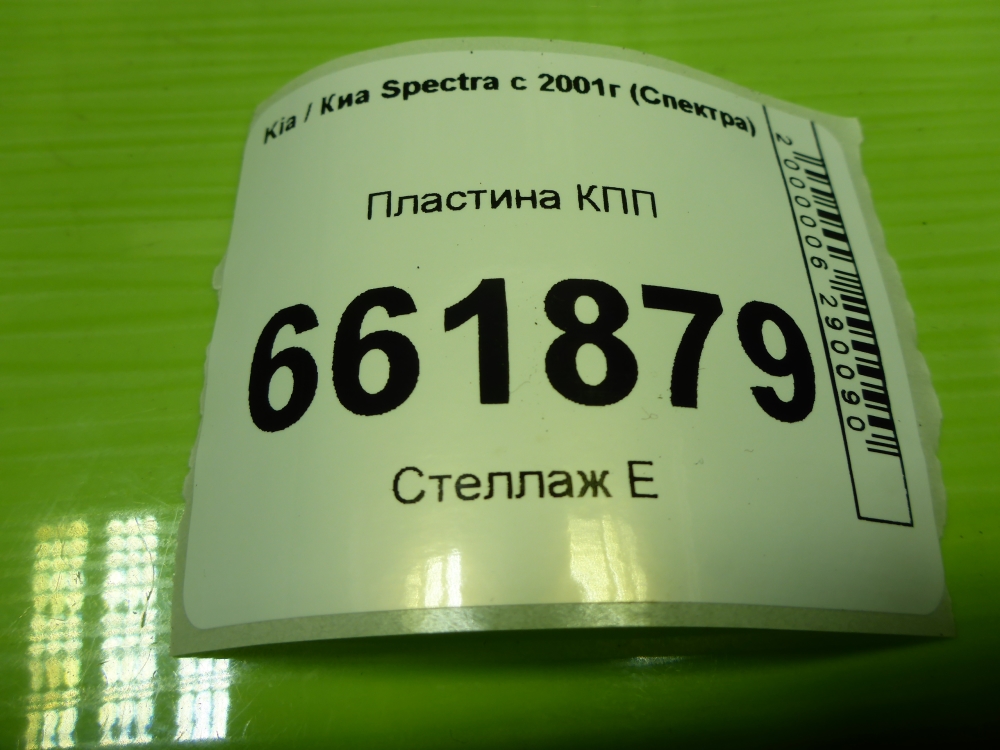 Kia / Киа Spectra с 2001г (Спектра)
Пластина КПП
661879
Стеллаж Е
2000006290090